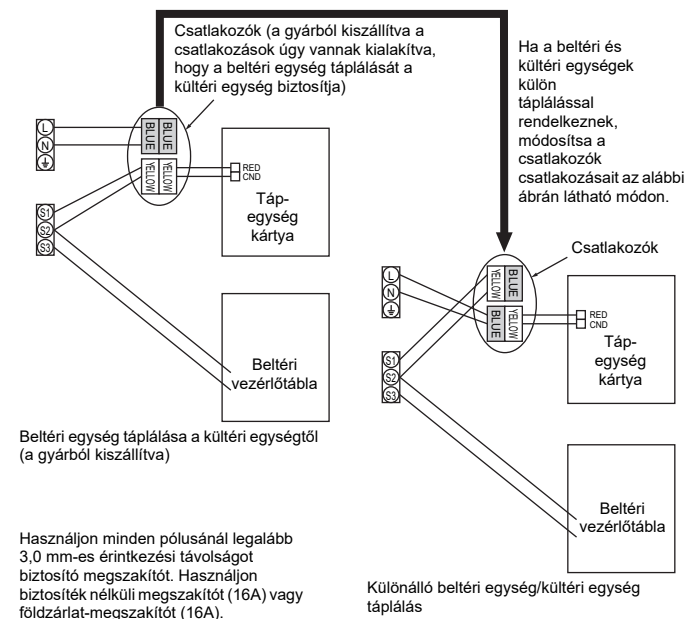 Csatlakozók (a gyárból kiszállítva a
csatlakozások úgy vannak kialakítva,
hogy a beltéri egység táplálását a
kültéri egység biztosítja)
L
N
BLUE
BLUE
YELLOW
YELLOW
RED
CND
Táp-
egység
kártya
S1
S2
S3
Beltéri
vezérlőtábla
Beltéri egység táplálása a kültéri egységtől
(a gyárból kiszállítva)
Használjon minden pólusánál legalább
3,0 mm-es érintkezési távolságot
biztosító megszakítót. Használjon
biztosíték nélküli megszakítót (16A) vagy
földzárlat-megszakítót (16A).
Ha a beltéri és
kültéri egységek
külön
táplálással
rendelkeznek,
módosítsa a
csatlakozók
csatlakozásait az alábbi
ábrán látható módon.
Csatlakozók
L
N
YELLOW
BLUE
BLUE
YELLOW
RED
CND
Táp-
egység
kártya
S1
S2
S3
Beltéri
vezérlőtábla
Különálló beltéri egység/kültéri egység
táplálás